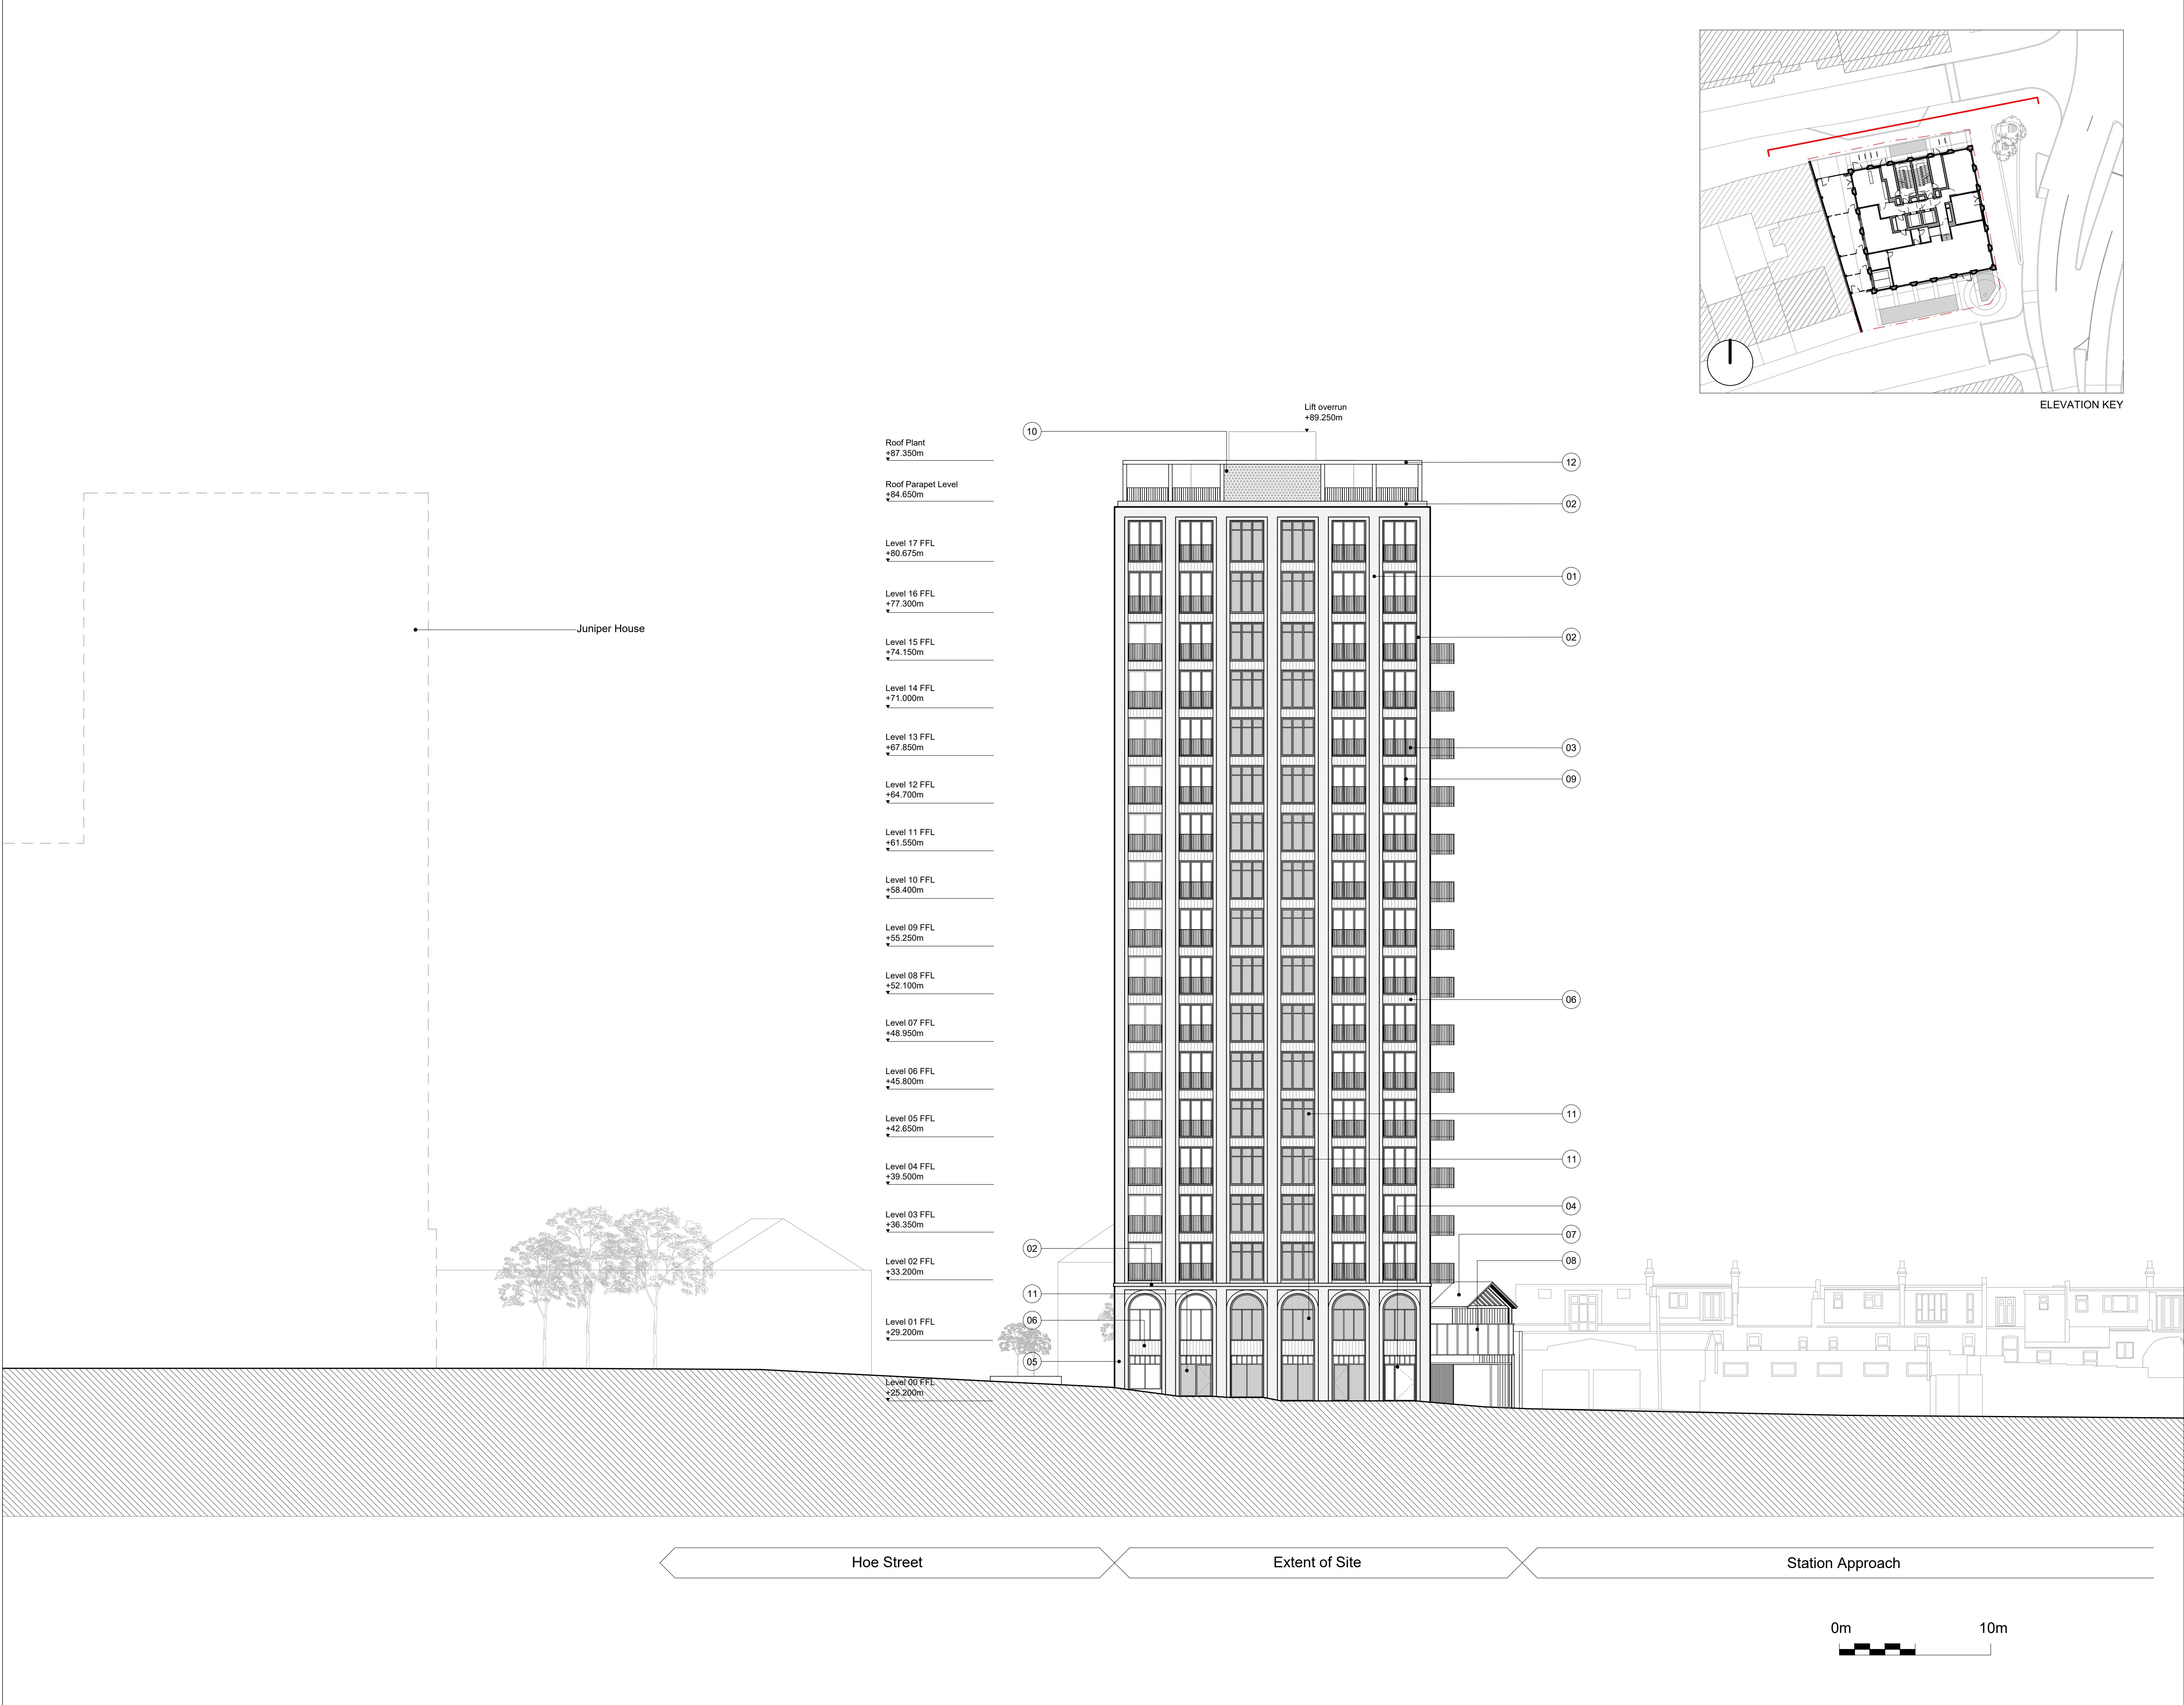 ELEVATION KEY
Lift overrun
+89.250m
10
Roof Plant
+87.350m
12
Roof Parapet Level
+84.650m
02
Level 17 FFL
+80.675m
01
Level 16 FFL
+77.300m
Juniper House
02
Level 15 FFL
+74.150m
Level 14 FFL
+71.000m
Level 13 FFL
+67.850m
03
09
Level 12 FFL
+64.700m
Level 11 FFL
+61.550m
Level 10 FFL
+58.400m
Level 09 FFL
+55.250m
Level 08 FFL
+52.100m
06
Level 07 FFL
+48.950m
Level 06 FFL
+45.800m
11
Level 05 FFL
+42.650m
11
Level 04 FFL
+39.500m
04
Level 03 FFL
+36.350m
07
02
08
Level 02 FFL
+33.200m
11
06
Level 01 FFL
+29.200m
05
Level 00 FFL
+25.200m
Hoe Street
Extent of Site
Station Approach
0m
10m